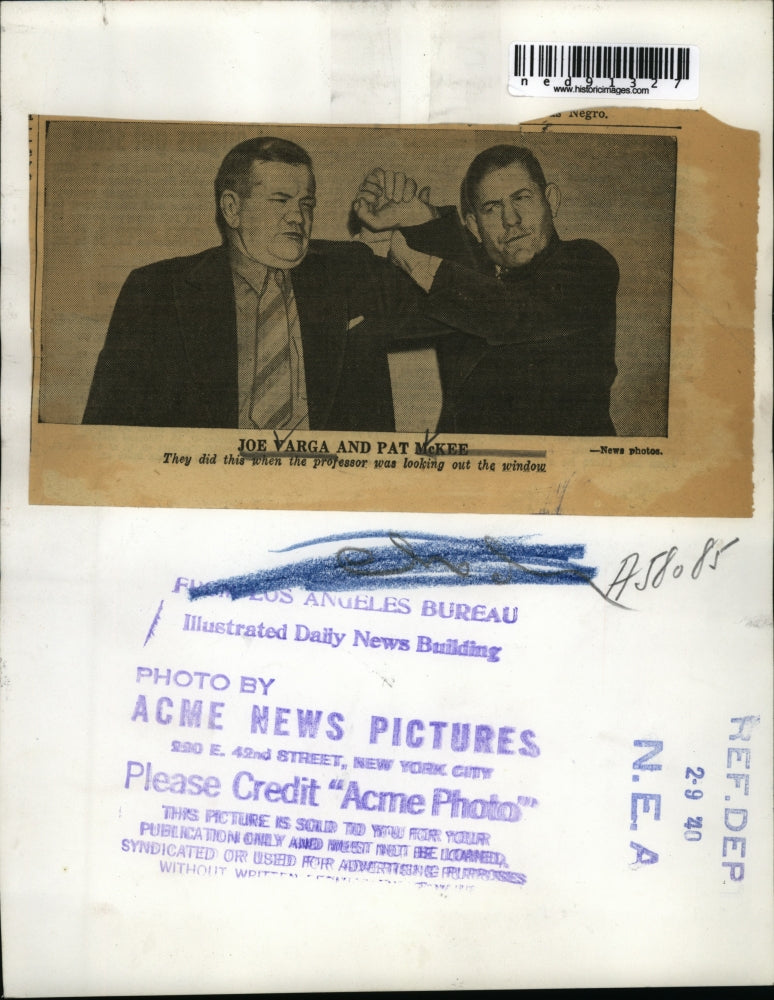 ned91327
www.historicimages.com
Negro.
JOE VARGA AND PAT McKEE
—News photos.
They did this when the professor was looking out the window
A58085
LOS ANGELES BUREAU
Illustrated Daily News Building
PHOTO BY
ACME NEWS PICTURES
220 E. 42nd STREET, NEW YORK CITY
Please Credit "Acme Photo"
THIS PICTURE IS SOLD TO YOU FOR YOUR
PUBLICATION ONLY AND MUST NOT BE LOANED,
SYNDICATED OR USED FOR ADVERTISING PURPOSES
WITHOUT WRITTEN
N.E.A
2-9 40
REF.DEP